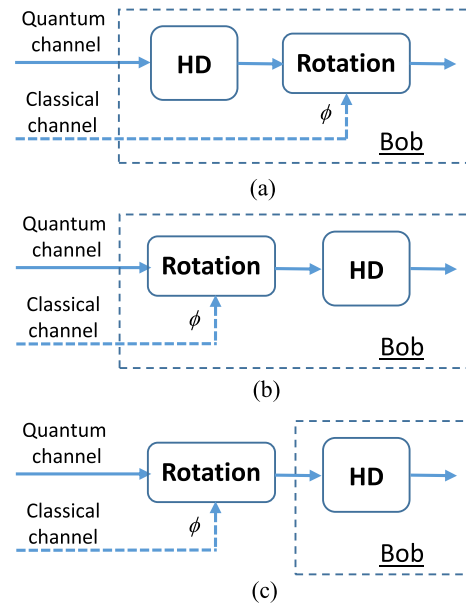 Quantum
channel
HD
Rotation
Classical
channel
ϕ
Bob
(a)
Quantum
channel
Rotation
HD
Classical
channel
ϕ
Bob
(b)
Quantum
channel
Rotation
HD
Classical
channel
ϕ
Bob
(c)